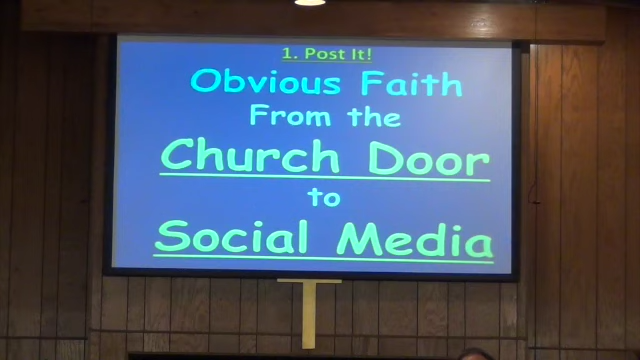 1. Post It!
Obvious Faith
From the
Church Door
to
Social Media